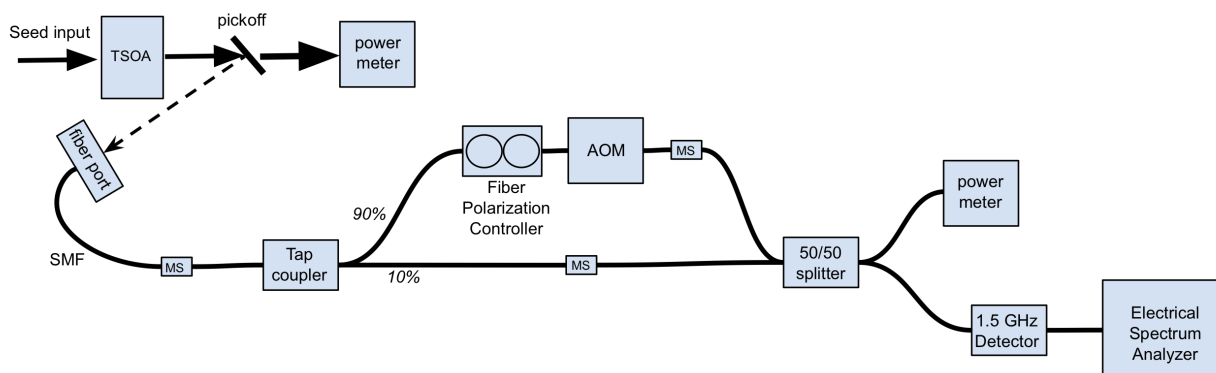 pickoff
Seed input
TSOA
power
meter
fiber port
SMF
MS
Tap
coupler
90%
10%
Fiber
Polarization
Controller
AOM
MS
MS
50/50
splitter
power
meter
1.5 GHz
Detector
Electrical
Spectrum
Analyzer